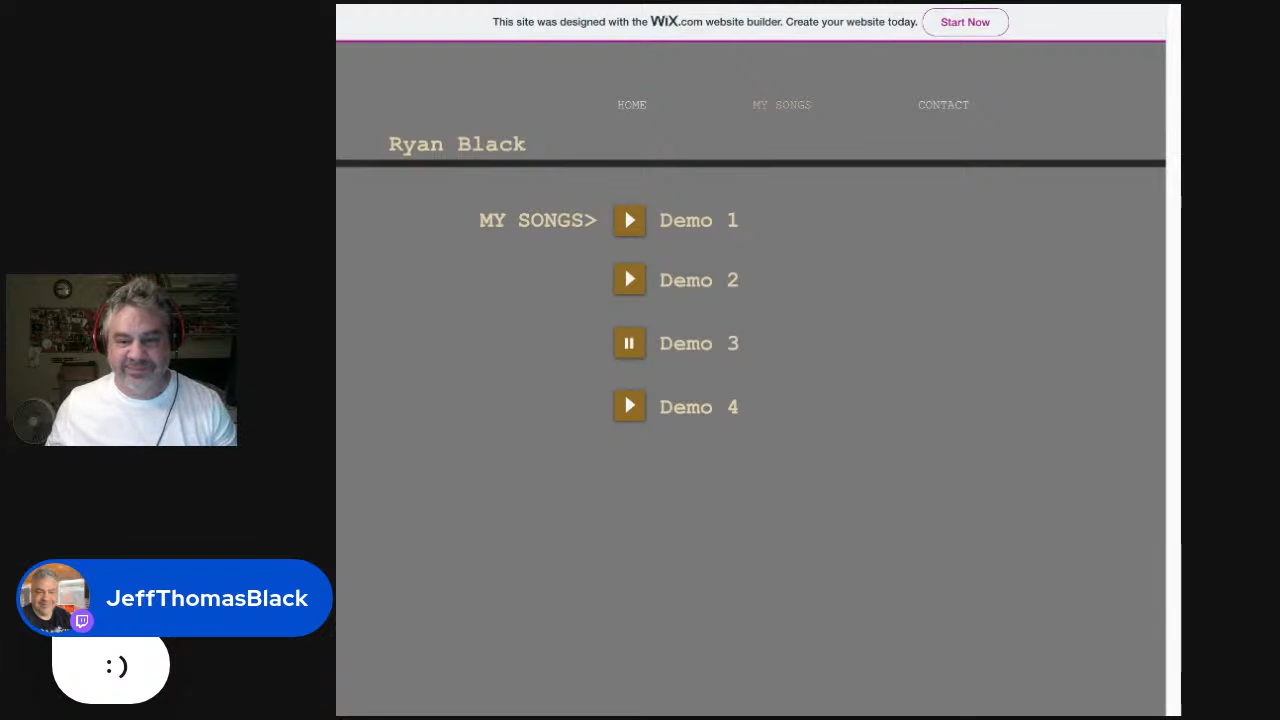 This site was designed with the WiX.com website builder. Create your website today. Start Now
HOME MY SONGS CONTACT
Ryan Black
MY SONGS> Demo 1
Demo 2
Demo 3
Demo 4
JeffThomasBlack
:)